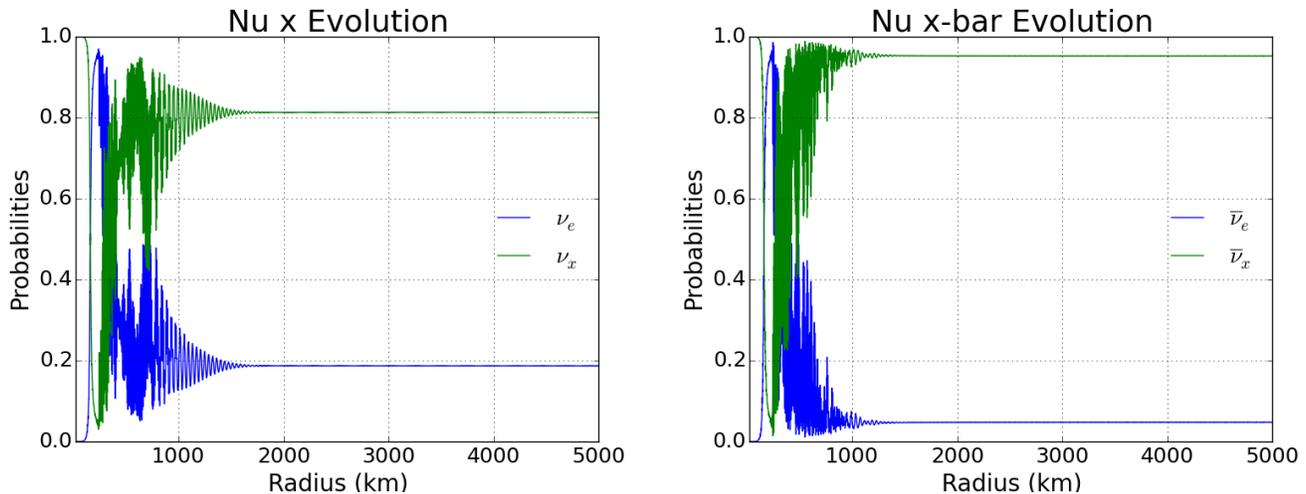 Nu x Evolution
Probabilities
1.0
0.8
0.6
0.4
0.2
0.0
ν_e
ν_x
1000 2000 3000 4000 5000
Radius (km)
Nu x-bar Evolution
Probabilities
1.0
0.8
0.6
0.4
0.2
0.0
ν̅_e
ν̅_x
1000 2000 3000 4000 5000
Radius (km)